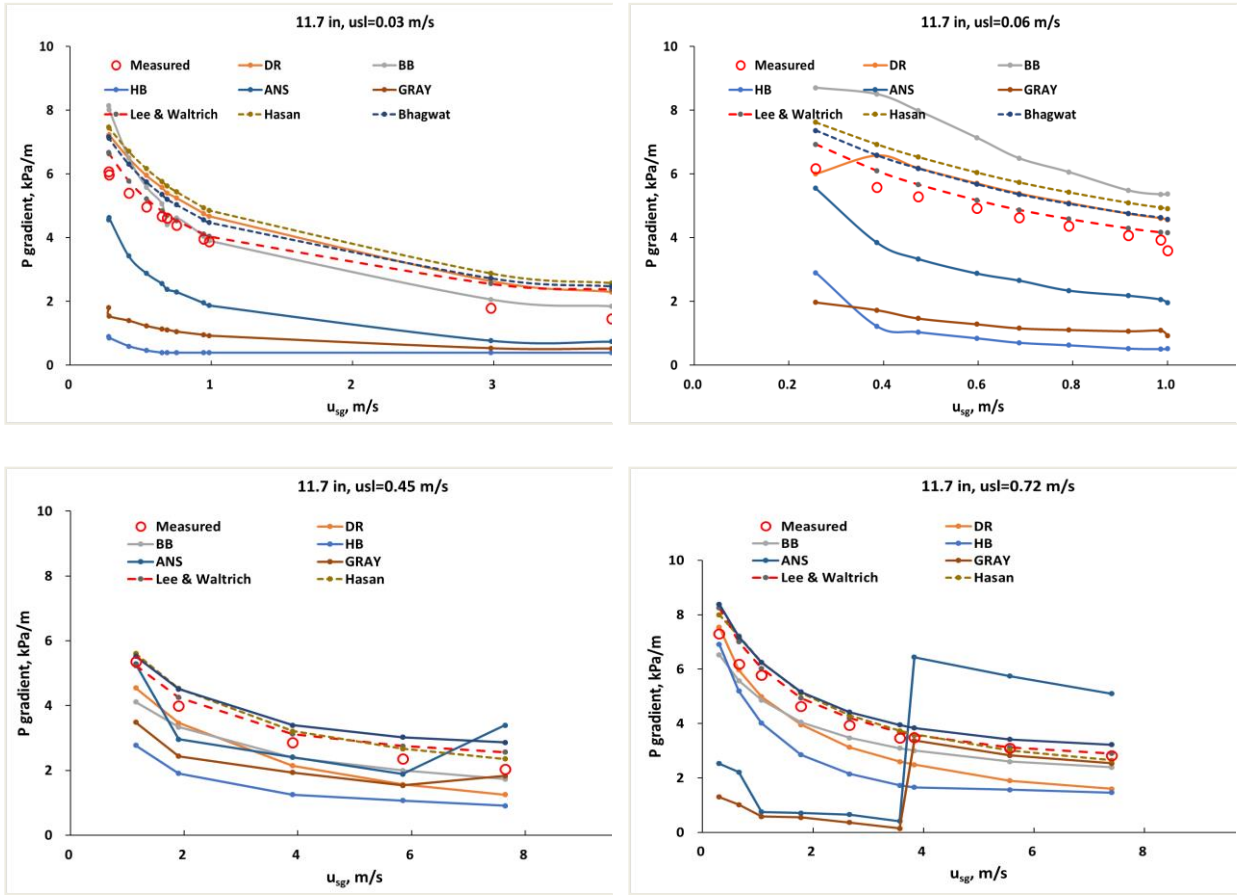 11.7 in, usl=0.03 m/s
10
8
6
4
2
0
P gradient, kPa/m
Measured DR BB
HB ANS GRAY
Lee & Waltrich Hasan Bhagwat
0 1 2 3
usg, m/s
11.7 in, usl=0.06 m/s
10
8
6
4
2
0
P gradient, kPa/m
Measured DR BB
HB ANS GRAY
Lee & Waltrich Hasan Bhagwat
0.0 0.2 0.4 0.6 0.8 1.0
usg, m/s
11.7 in, usl=0.45 m/s
10
8
6
4
2
0
P gradient, kPa/m
Measured DR
BB HB
ANS GRAY
Lee & Waltrich Hasan
0 2 4 6 8
usg, m/s
11.7 in, usl=0.72 m/s
10
8
6
4
2
0
P gradient, kPa/m
Measured DR
BB HB
ANS GRAY
Lee & Waltrich Hasan
0 2 4 6 8
usg, m/s